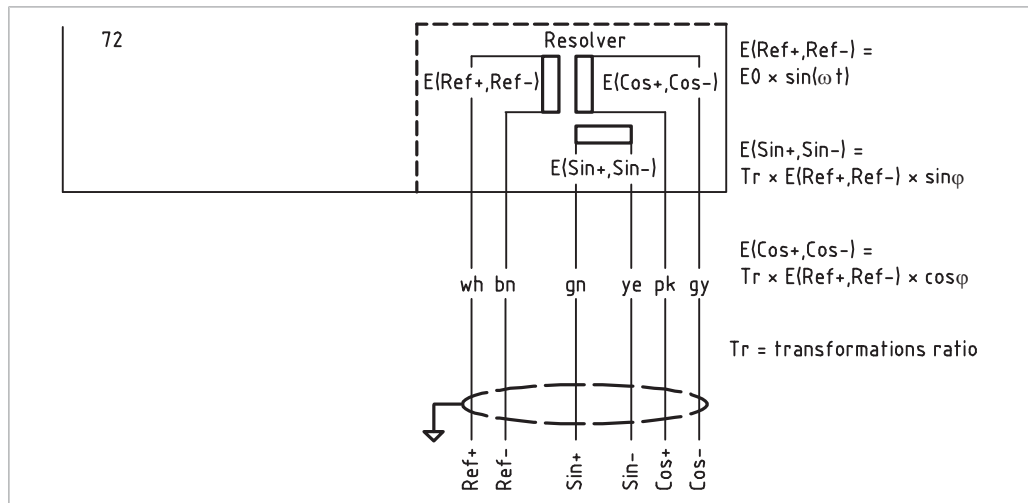 72
Resolver
E(Ref+,Ref-)
E(Cos+,Cos-)
E(Sin+,Sin-)
E(Ref+,Ref-) =
E0 × sin(ωt)
E(Sin+,Sin-) =
Tr × E(Ref+,Ref-) × sinφ
E(Cos+,Cos-) =
Tr × E(Ref+,Ref-) × cosφ
Tr = transformations ratio
wh bn gn ye pk gy
Ref+
Ref-
Sin+
Sin-
Cos+
Cos-